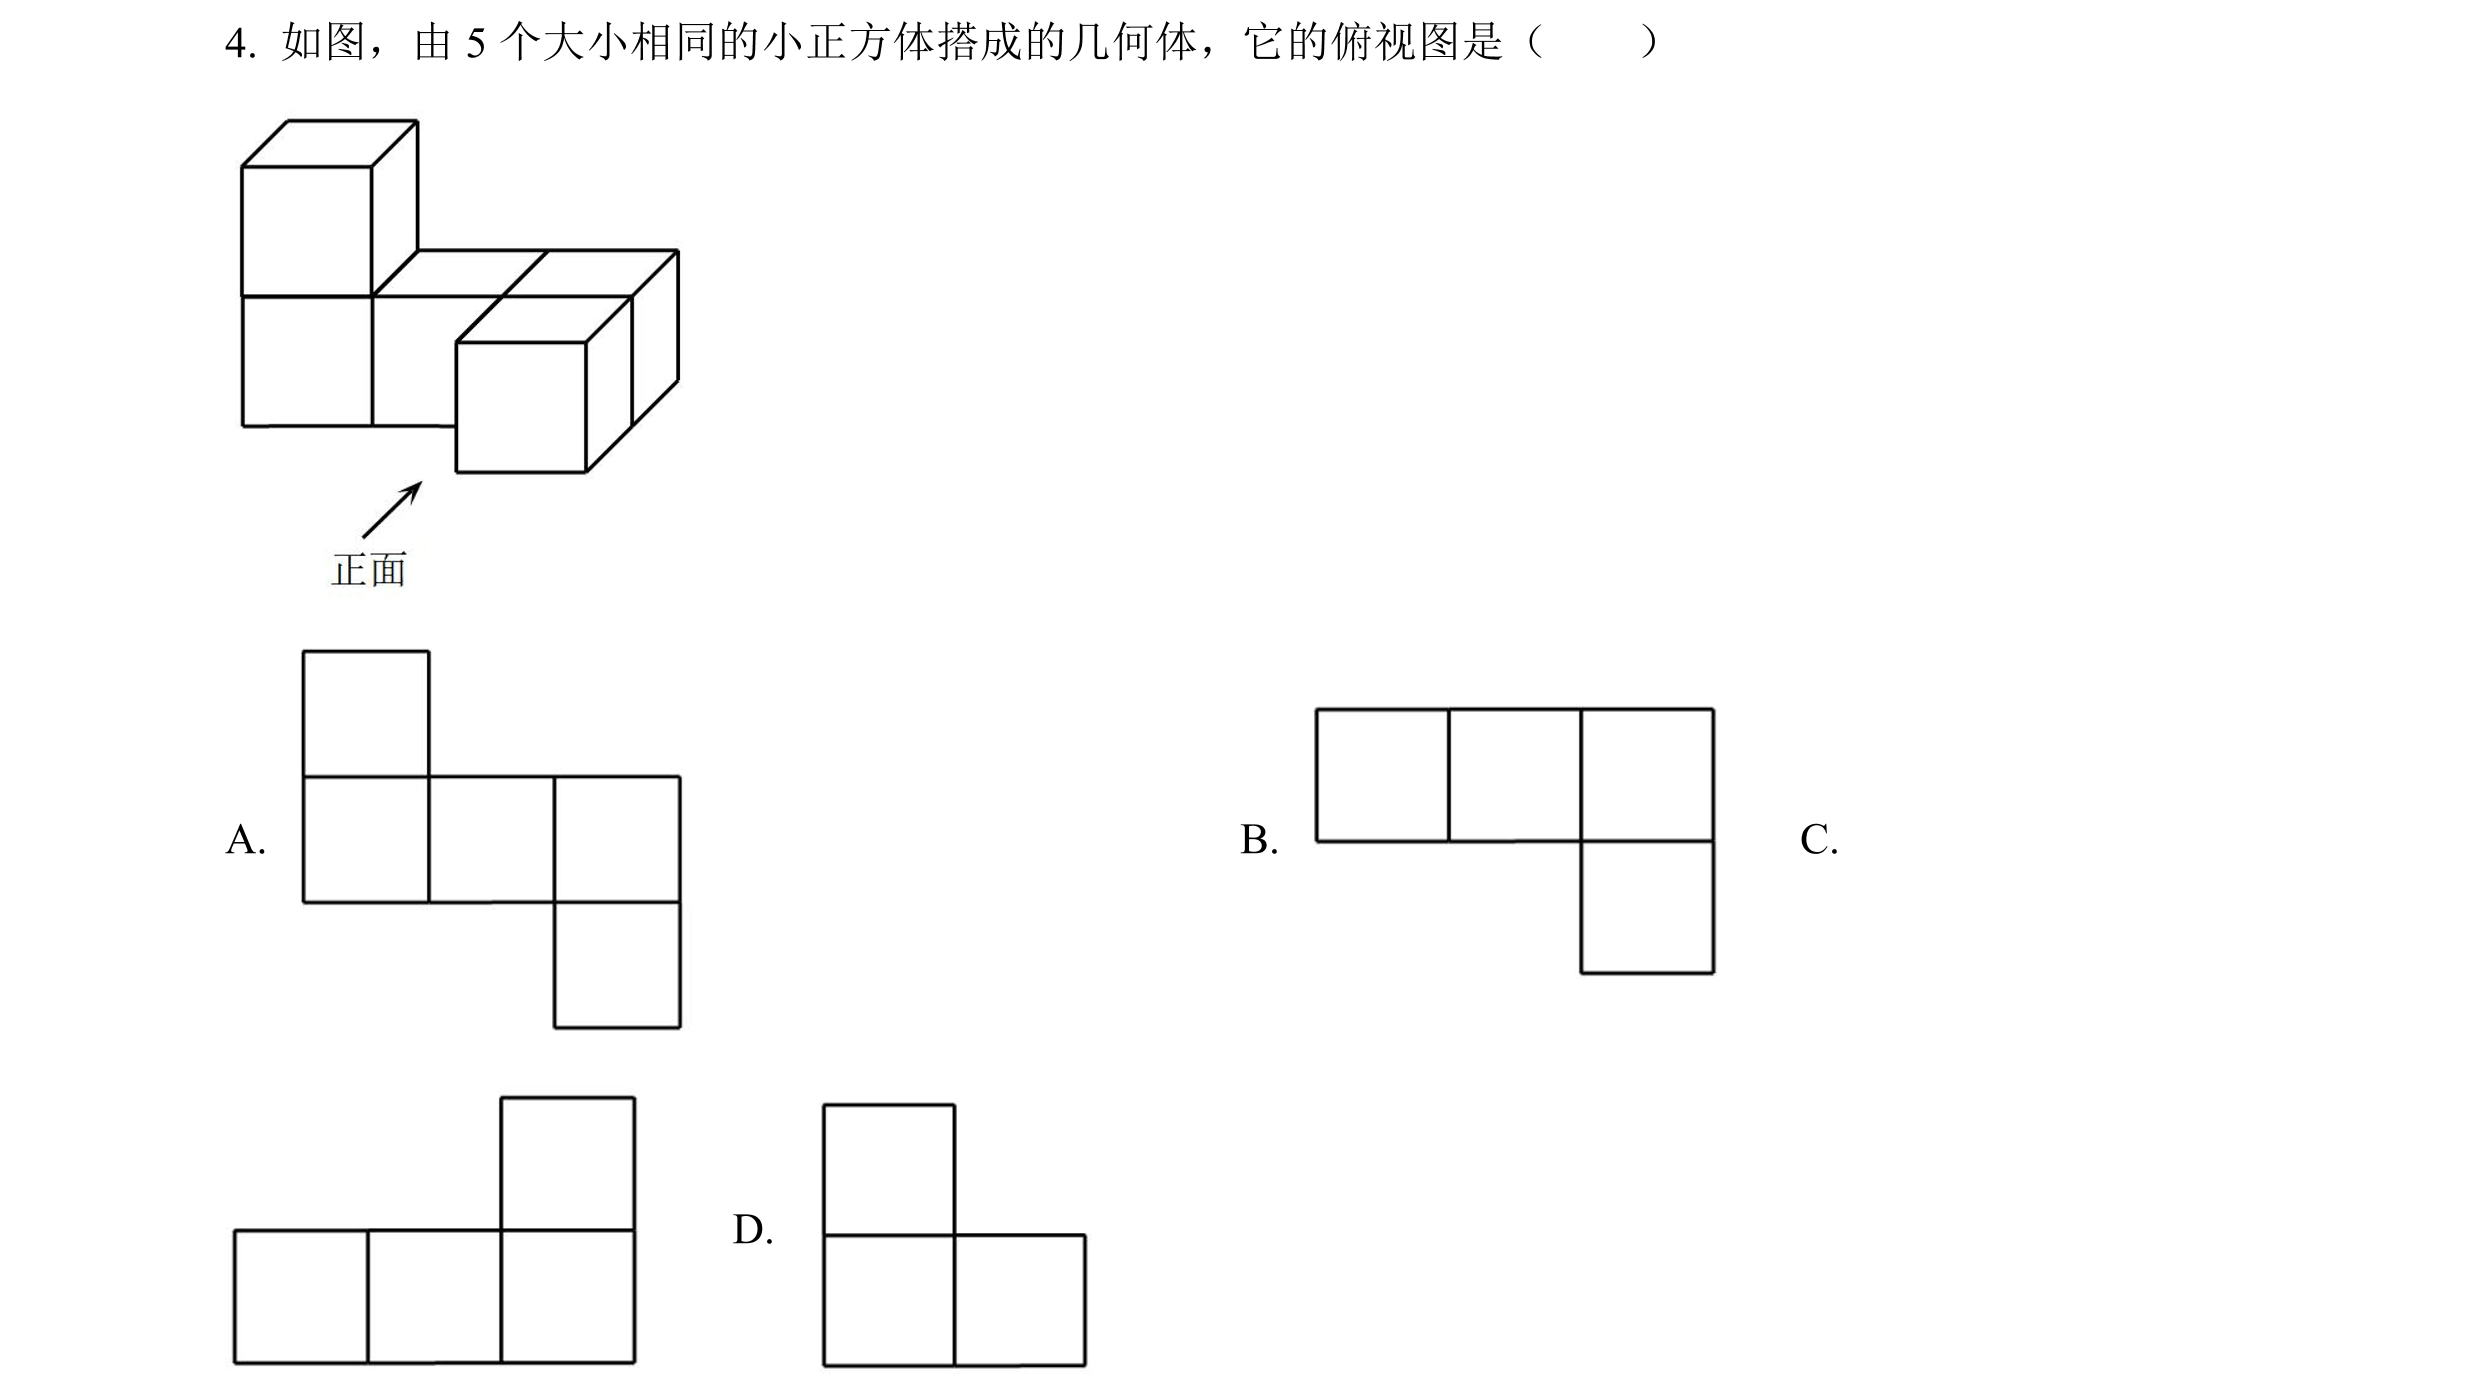 4. 如图，由 5 个大小相同的小正方体搭成的几何体，它的俯视图是（  ）
正面
A.
B.
C.
D.